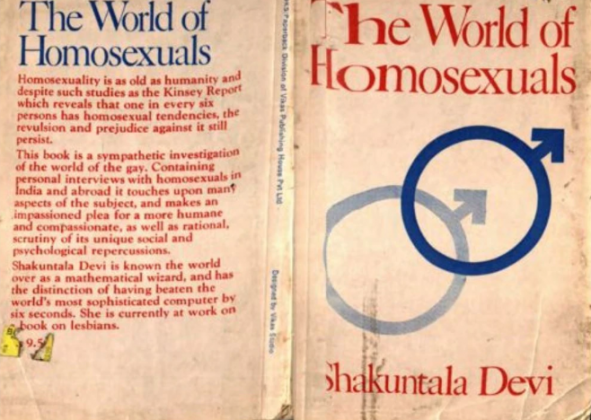 The World of
Homosexuals
Homosexuality is as old as humanity and
despite such studies as the Kinsey Report
which reveals that one in every six
persons has homosexual tendencies, the
revulsion and prejudice against it still
persist.
This book is a sympathetic investigation
of the world of the gay. Containing
personal interviews with homosexuals in
India and abroad it touches upon many
aspects of the subject, and makes an
impassioned plea for a more humane
and compassionate, as well as rational,
scrutiny of its unique social and
psychological repercussions.
Shakuntala Devi is known the world
over as a mathematical wizard, and has
the distinction of having beaten the
world's most sophisticated computer by
six seconds. She is currently at work on
book on lesbians.
Paperback Division of Vikas Publishing House Pvt Ltd
Designed by Vikas Studio
The World of
Homosexuals
Shakuntala Devi